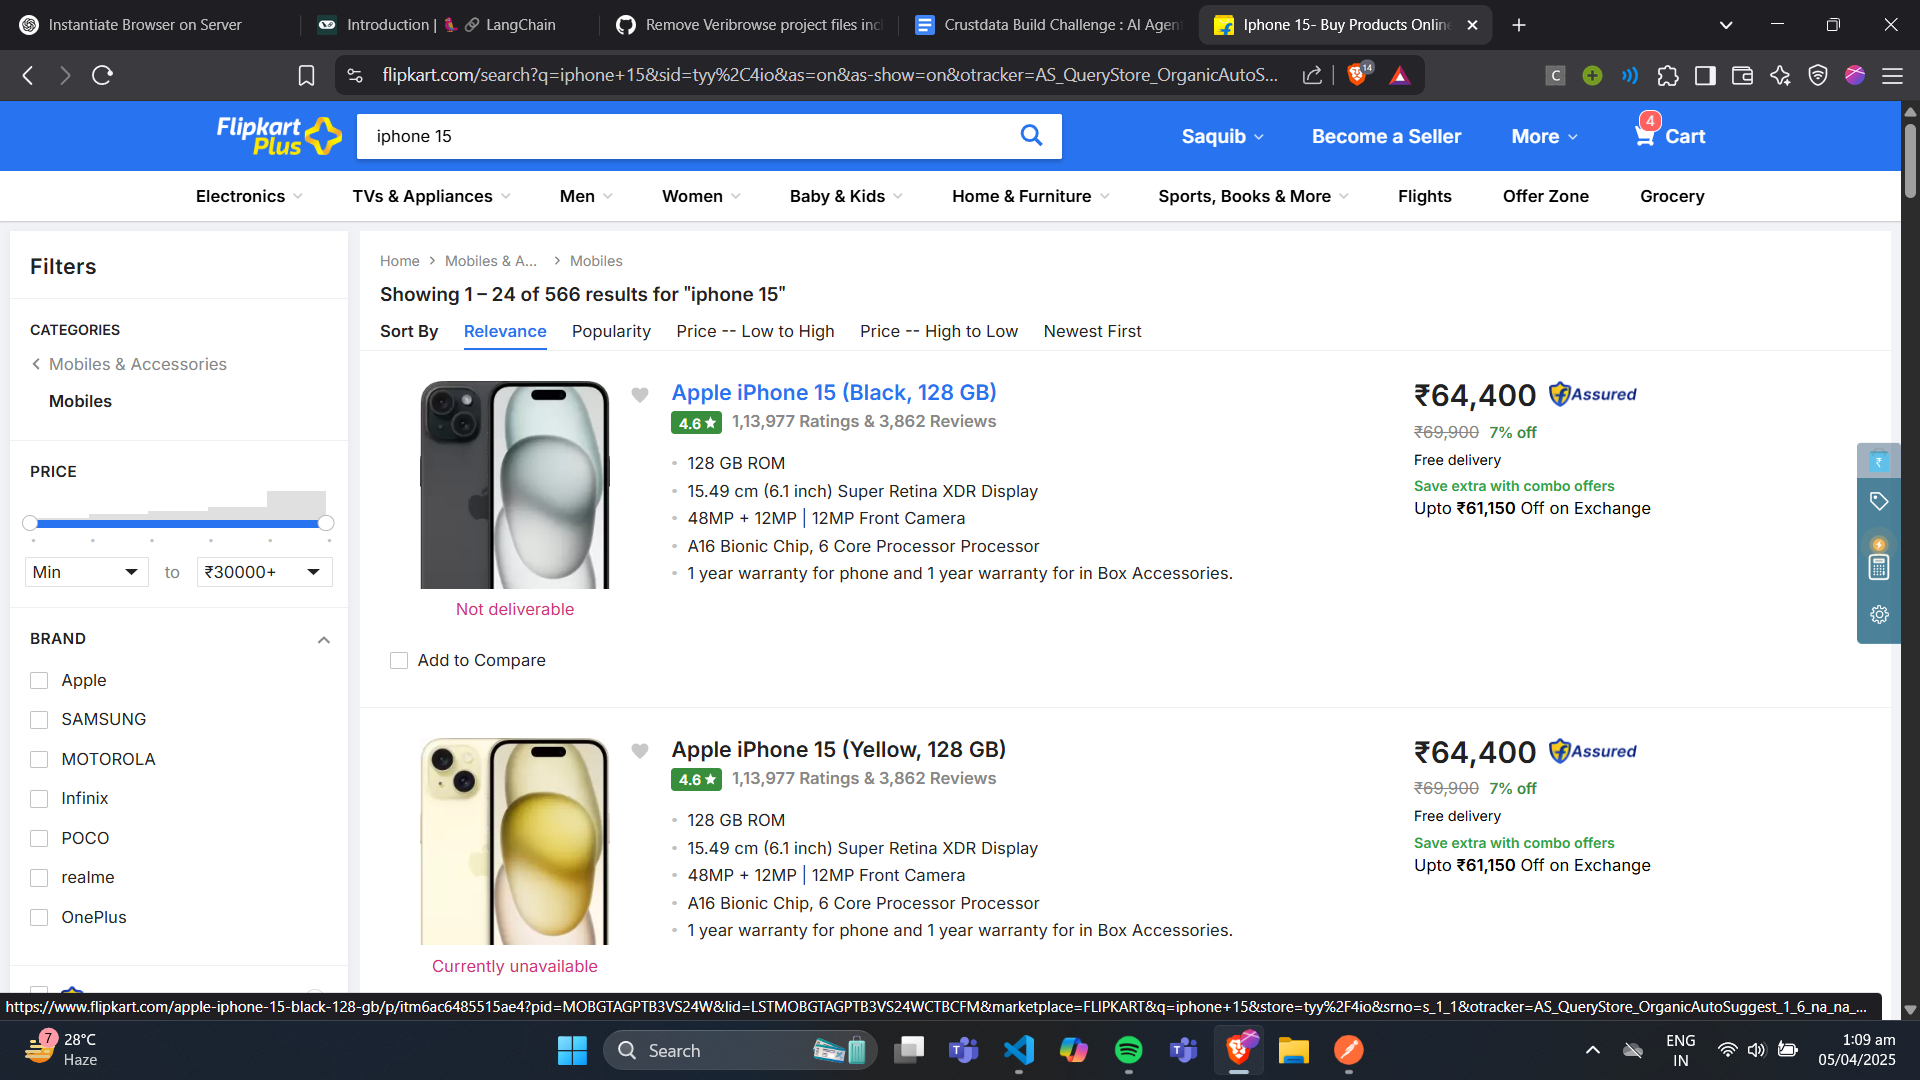 Instantiate Browser on Server
Introduction | 🦜🔗 LangChain
Remove Veribrowse project files incl
Crustdata Build Challenge : AI Agent
Iphone 15- Buy Products Online
flipkart.com/search?q=iphone+15&sid=tyy%2C4io&as=on&as-show=on&otracker=AS_QueryStore_OrganicAutoS...
14
C
Flipkart
Plus
iphone 15
Saquib
Become a Seller
More
4
Cart
Electronics
TVs & Appliances
Men
Women
Baby & Kids
Home & Furniture
Sports, Books & More
Flights
Offer Zone
Grocery
Filters
CATEGORIES
Mobiles & Accessories
Mobiles
PRICE
Min
to
₹30000+
BRAND
Apple
SAMSUNG
MOTOROLA
Infinix
POCO
realme
OnePlus
Home
Mobiles & A...
Mobiles
Showing 1 – 24 of 566 results for "iphone 15"
Sort By
Relevance
Popularity
Price -- Low to High
Price -- High to Low
Newest First
Apple iPhone 15 (Black, 128 GB)
4.6★ 1,13,977 Ratings & 3,862 Reviews
128 GB ROM
15.49 cm (6.1 inch) Super Retina XDR Display
48MP + 12MP | 12MP Front Camera
A16 Bionic Chip, 6 Core Processor Processor
1 year warranty for phone and 1 year warranty for in Box Accessories.
Not deliverable
Add to Compare
₹64,400 Assured
₹69,900 7% off
Free delivery
Save extra with combo offers
Upto ₹61,150 Off on Exchange
Apple iPhone 15 (Yellow, 128 GB)
4.6★ 1,13,977 Ratings & 3,862 Reviews
128 GB ROM
15.49 cm (6.1 inch) Super Retina XDR Display
48MP + 12MP | 12MP Front Camera
A16 Bionic Chip, 6 Core Processor Processor
1 year warranty for phone and 1 year warranty for in Box Accessories.
Currently unavailable
₹64,400 Assured
₹69,900 7% off
Free delivery
Save extra with combo offers
Upto ₹61,150 Off on Exchange
₹
https://www.flipkart.com/apple-iphone-15-black-128-gb/p/itm6ac6485515ae4?pid=MOBGTAGPTB3VS24W&lid=LSTMOBGTAGPTB3VS24WCTBCFM&marketplace=FLIPKART&q=iphone+15&store=tyy%2F4io&srno=s_1_1&otracker=AS_QueryStore_OrganicAutoSuggest_1_6_na_na_...
7
28°C
Haze
Search
ENG
IN
1:09 am
05/04/2025